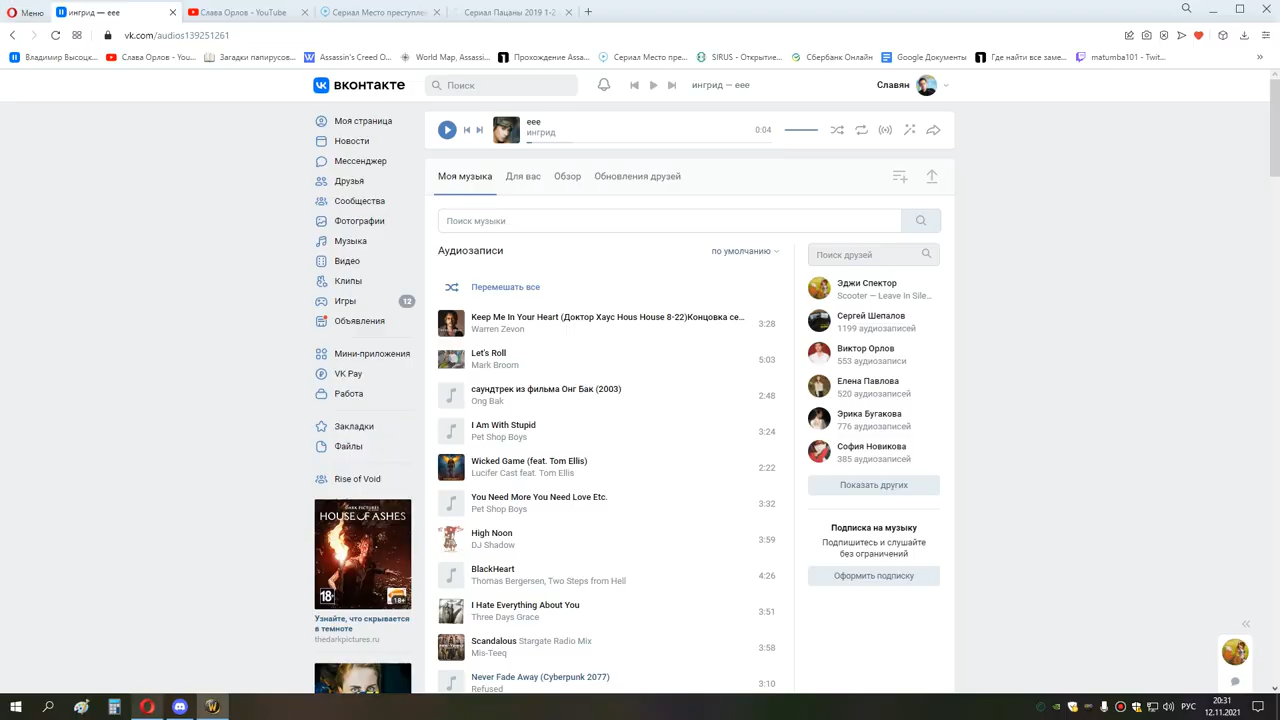 Меню
ингрид — eee
Слава Орлов - YouTube
Сериал Место преступлен
Сериал Пацаны 2019 1-2
vk.com/audios139251261
Владимир Высоцк...
Слава Орлов - You...
Загадки папирусов...
Assassin's Creed O...
World Map, Assassi...
Прохождение Assa...
Сериал Место пре...
SIRUS - Открытие...
Сбербанк Онлайн
Google Документы
Где найти все заме...
matumba101 - Twit...
вконтакте
Поиск
ингрид — eee
Славян
Моя страница
Новости
Мессенджер
Друзья
Сообщества
Фотографии
Музыка
Видео
Клипы
Игры 12
Объявления
Мини-приложения
VK Pay
Работа
Закладки
Файлы
Rise of Void
DARK PICTURES
HOUSE OF ASHES
18+
18+
Узнайте, что скрывается
в темноте
thedarkpictures.ru
eee
ингрид
0:04
Моя музыка
Для вас
Обзор
Обновления друзей
Поиск музыки
Аудиозаписи
по умолчанию
Перемешать все
Keep Me In Your Heart (Доктор Хаус Hous House 8-22)Концовка се...
Warren Zevon
3:28
Let's Roll
Mark Broom
5:03
саундтрек из фильма Онг Бак (2003)
Ong Bak
2:48
I Am With Stupid
Pet Shop Boys
3:24
Wicked Game (feat. Tom Ellis)
Lucifer Cast feat. Tom Ellis
2:22
You Need More You Need Love Etc.
Pet Shop Boys
3:32
High Noon
DJ Shadow
3:59
BlackHeart
Thomas Bergersen, Two Steps from Hell
4:26
I Hate Everything About You
Three Days Grace
3:51
Scandalous Stargate Radio Mix
Mis-Teeq
3:58
Never Fade Away (Cyberpunk 2077)
Refused
3:10
Поиск друзей
Эджи Спектор
Scooter — Leave In Sile...
Сергей Шепалов
1199 аудиозаписей
Виктор Орлов
553 аудиозаписи
Елена Павлова
520 аудиозаписей
Эрика Бугакова
776 аудиозаписей
София Новикова
385 аудиозаписей
Показать других
Подписка на музыку
Подпишитесь и слушайте
без ограничений
Оформить подписку
РУС
20:31
12.11.2021